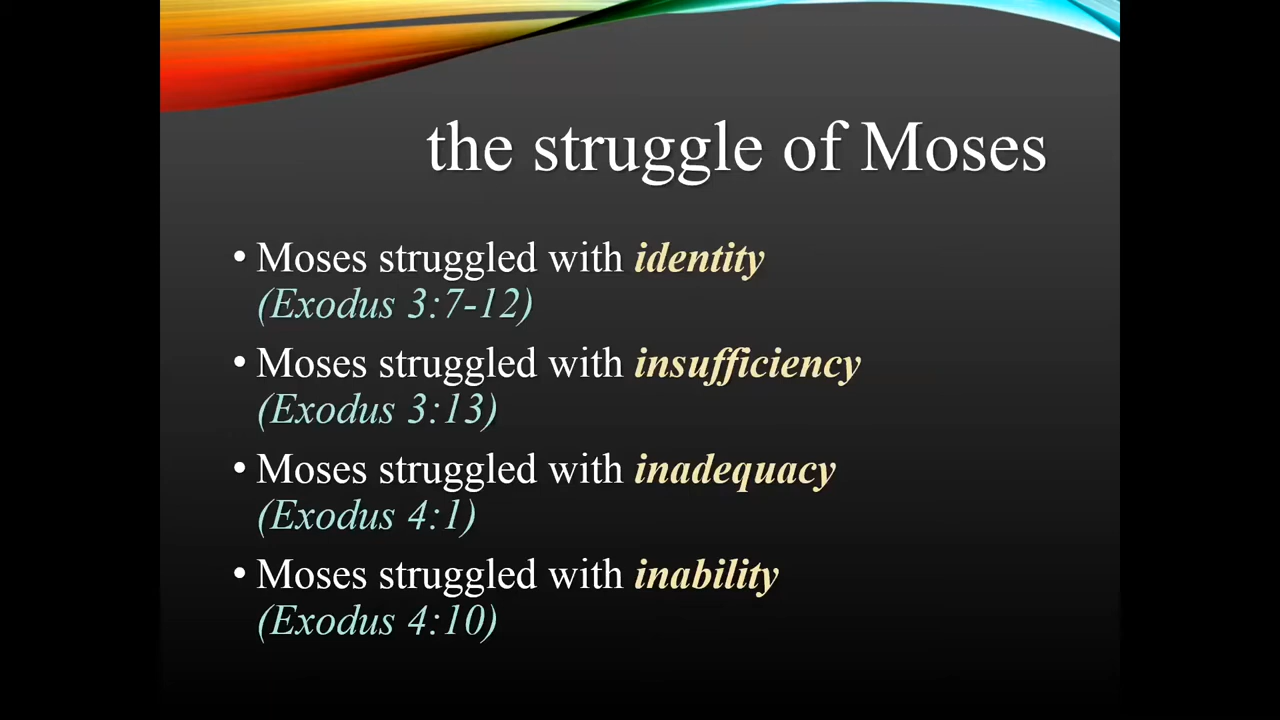 the struggle of Moses
• Moses struggled with identity
(Exodus 3:7-12)
• Moses struggled with insufficiency
(Exodus 3:13)
• Moses struggled with inadequacy
(Exodus 4:1)
• Moses struggled with inability
(Exodus 4:10)